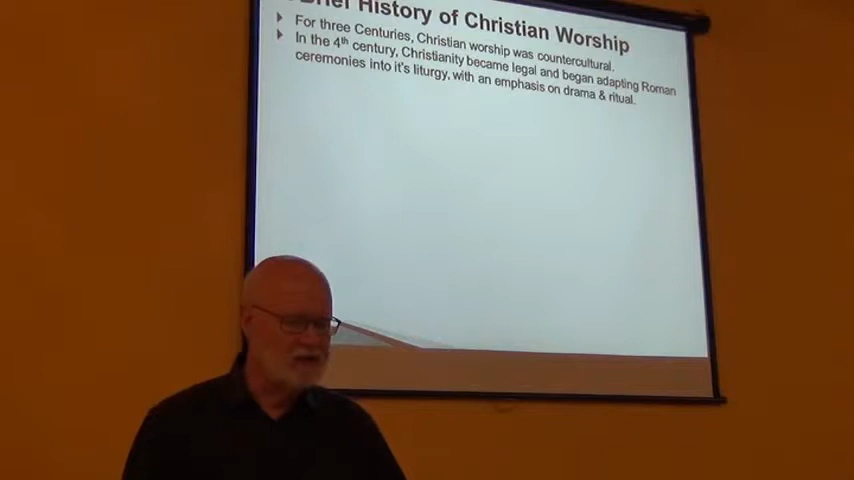 Brief History of Christian Worship
For three Centuries, Christian worship was countercultural.
In the 4th century, Christianity became legal and began adapting Roman
ceremonies into it's liturgy, with an emphasis on drama & ritual.